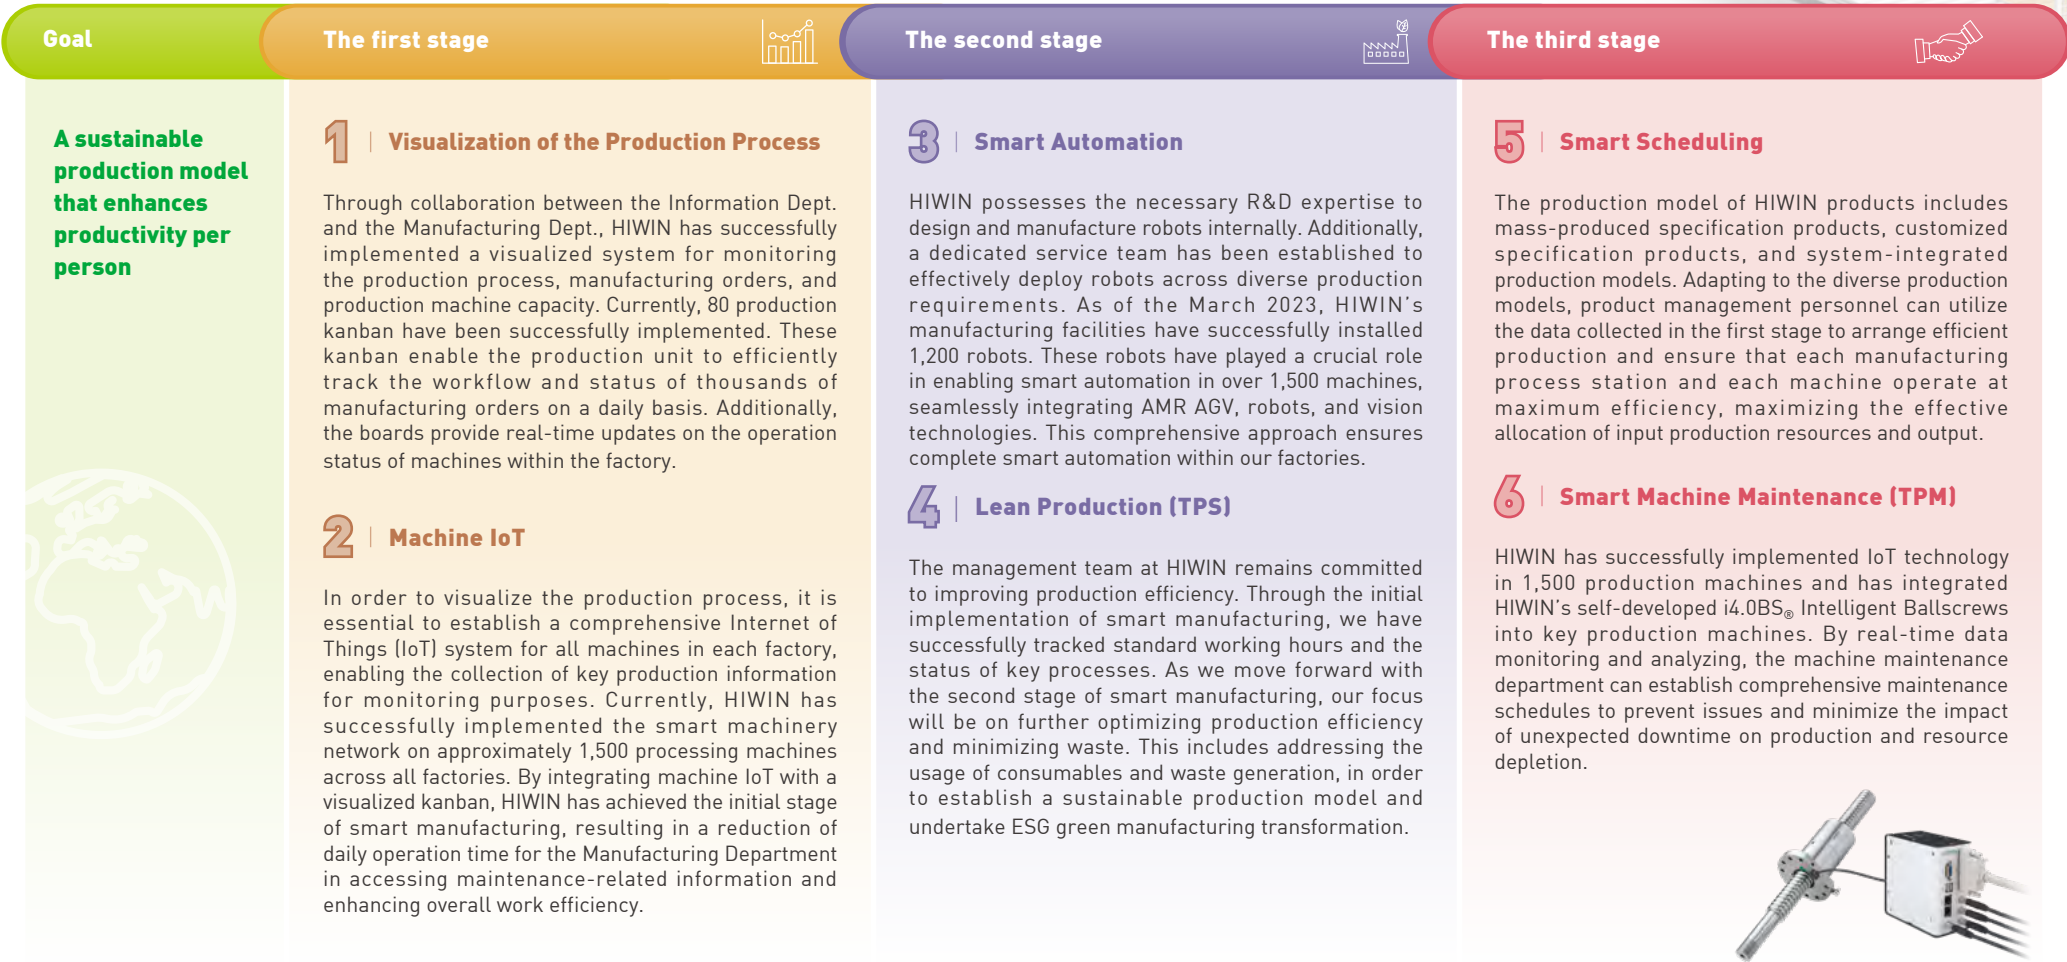 Goal
A sustainable
production model
that enhances
productivity per
person
The first stage
1 | Visualization of the Production Process
Through collaboration between the Information Dept.
and the Manufacturing Dept., HIWIN has successfully
implemented a visualized system for monitoring
the production process, manufacturing orders, and
production machine capacity. Currently, 80 production
kanban have been successfully implemented. These
kanban enable the production unit to efficiently
track the workflow and status of thousands of
manufacturing orders on a daily basis. Additionally,
the boards provide real-time updates on the operation
status of machines within the factory.
2 | Machine IoT
In order to visualize the production process, it is
essential to establish a comprehensive Internet of
Things (IoT) system for all machines in each factory,
enabling the collection of key production information
for monitoring purposes. Currently, HIWIN has
successfully implemented the smart machinery
network on approximately 1,500 processing machines
across all factories. By integrating machine IoT with a
visualized kanban, HIWIN has achieved the initial stage
of smart manufacturing, resulting in a reduction of
daily operation time for the Manufacturing Department
in accessing maintenance-related information and
enhancing overall work efficiency.
The second stage
3 | Smart Automation
HIWIN possesses the necessary R&D expertise to
design and manufacture robots internally. Additionally,
a dedicated service team has been established to
effectively deploy robots across diverse production
requirements. As of the March 2023, HIWIN's
manufacturing facilities have successfully installed
1,200 robots. These robots have played a crucial role
in enabling smart automation in over 1,500 machines,
seamlessly integrating AMR AGV, robots, and vision
technologies. This comprehensive approach ensures
complete smart automation within our factories.
4 | Lean Production (TPS)
The management team at HIWIN remains committed
to improving production efficiency. Through the initial
implementation of smart manufacturing, we have
successfully tracked standard working hours and the
status of key processes. As we move forward with
the second stage of smart manufacturing, our focus
will be on further optimizing production efficiency
and minimizing waste. This includes addressing the
usage of consumables and waste generation, in order
to establish a sustainable production model and
undertake ESG green manufacturing transformation.
The third stage
5 | Smart Scheduling
The production model of HIWIN products includes
mass-produced specification products, customized
specification products, and system-integrated
production models. Adapting to the diverse production
models, product management personnel can utilize
the data collected in the first stage to arrange efficient
production and ensure that each manufacturing
process station and each machine operate at
maximum efficiency, maximizing the effective
allocation of input production resources and output.
6 | Smart Machine Maintenance (TPM)
HIWIN has successfully implemented IoT technology
in 1,500 production machines and has integrated
HIWIN's self-developed i4.0BS® Intelligent Ballscrews
into key production machines. By real-time data
monitoring and analyzing, the machine maintenance
department can establish comprehensive maintenance
schedules to prevent issues and minimize the impact
of unexpected downtime on production and resource
depletion.